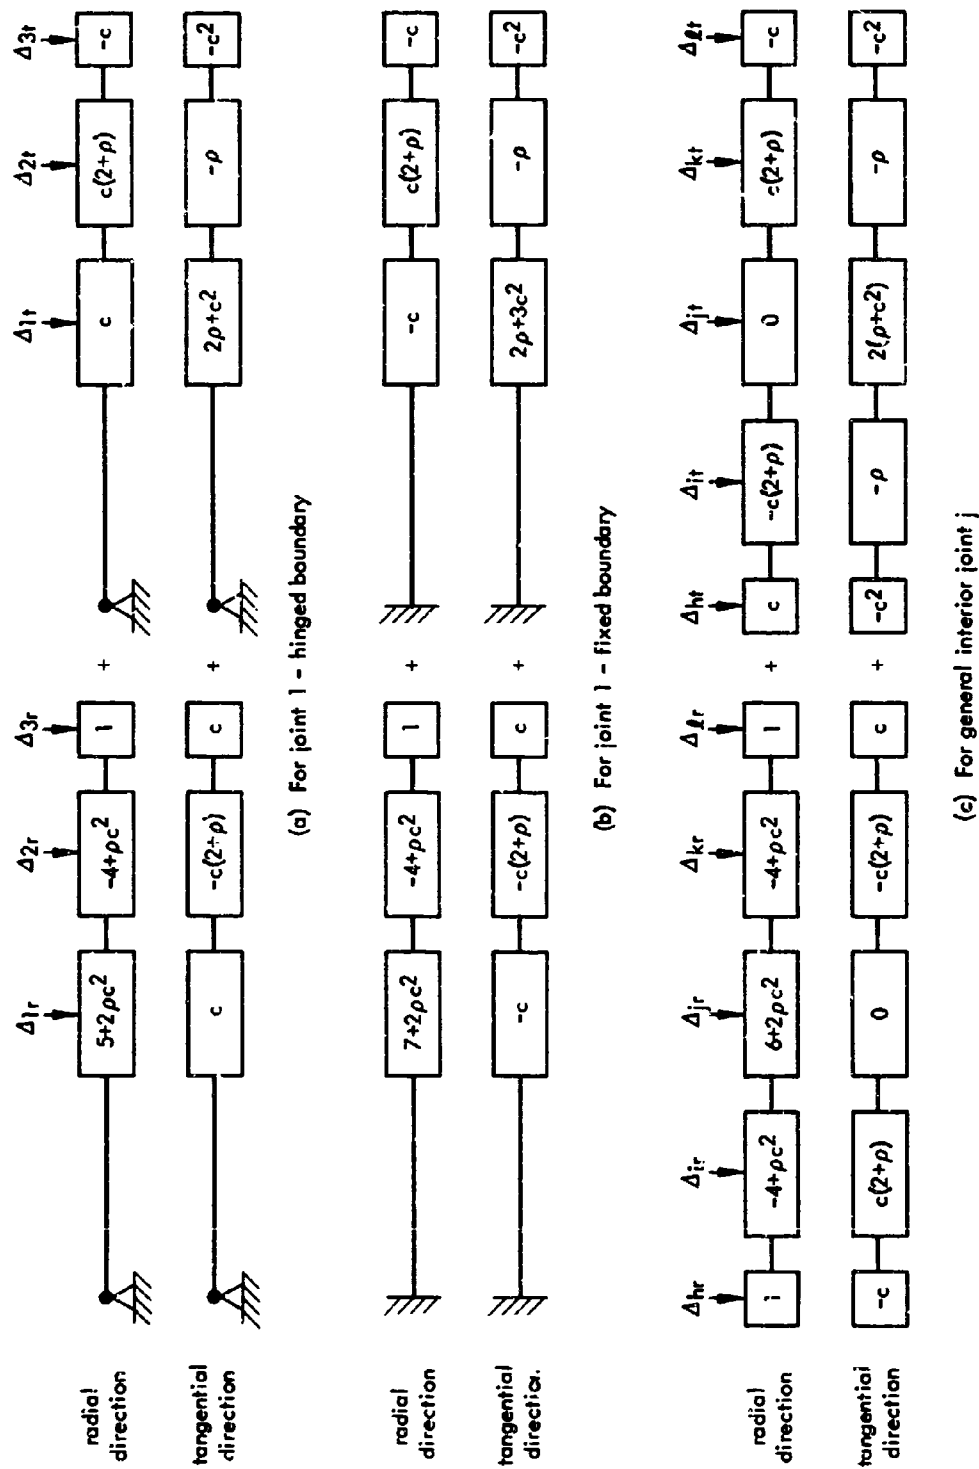 Δ1r Δ2r Δ3r Δ1t Δ2t Δ3t
radial direction 5+2ρc² -4+ρc² 1 + c c(2+ρ) -c
tangential direction c -c(2+ρ) c + 2ρ+c² -ρ -c²
(a) For joint 1 - hinged boundary
radial direction 7+2ρc² -4+ρc² 1 + -c c(2+ρ) -c
tangential direction. -c -c(2+ρ) c + 2ρ+3c² -ρ -c²
(b) For joint 1 - fixed boundary
Δhr Δir Δjr Δkr Δℓr Δht Δit Δjt Δkt Δℓt
radial direction 1 -4+ρc² 6+2ρc² -4+ρc² 1 + c -c(2+ρ) 0 c(2+ρ) -c
tangential direction -c c(2+ρ) 0 -c(2+ρ) c + -c² -ρ 2(ρ+c²) -ρ -c²
(c) For general interior joint j